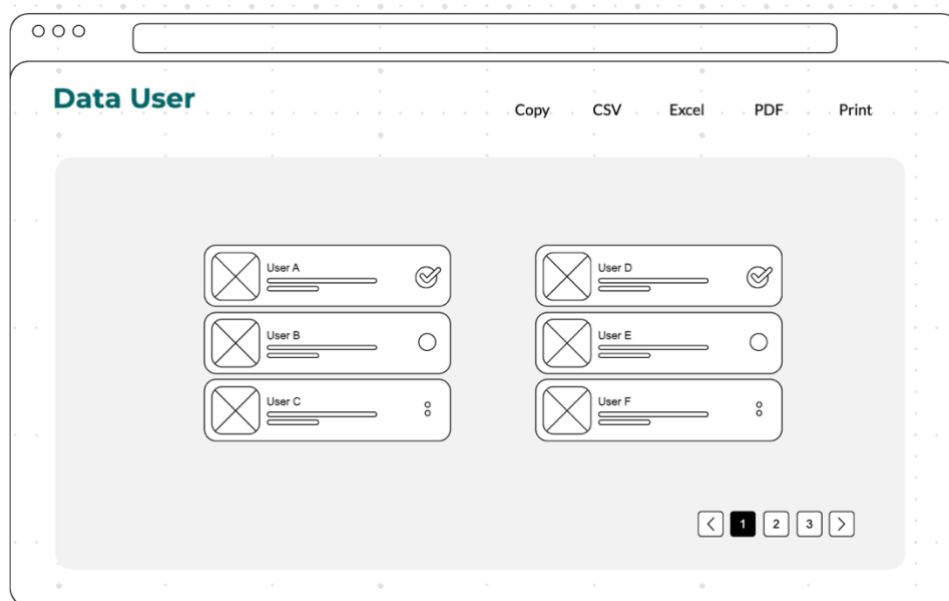 Data User
Copy CSV Excel PDF Print
User A
User B
User C
User D
User E
User F
1 2 3